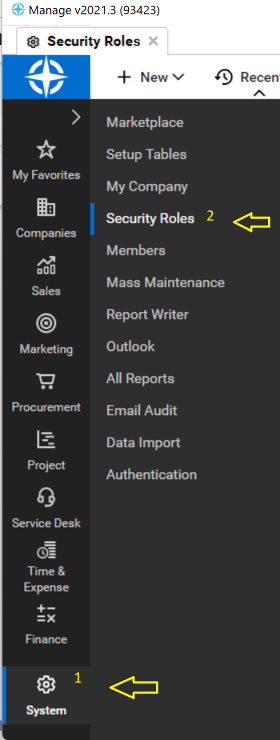 Manage v2021.3 (93423)
Security Roles
New
Recen
Marketplace
My Favorites
Setup Tables
My Company
Companies
Security Roles 2
Members
Sales
Mass Maintenance
Report Writer
Marketing
Outlook
All Reports
Procurement
Email Audit
Data Import
Project
Authentication
Service Desk
Time &
Expense
Finance
1
System